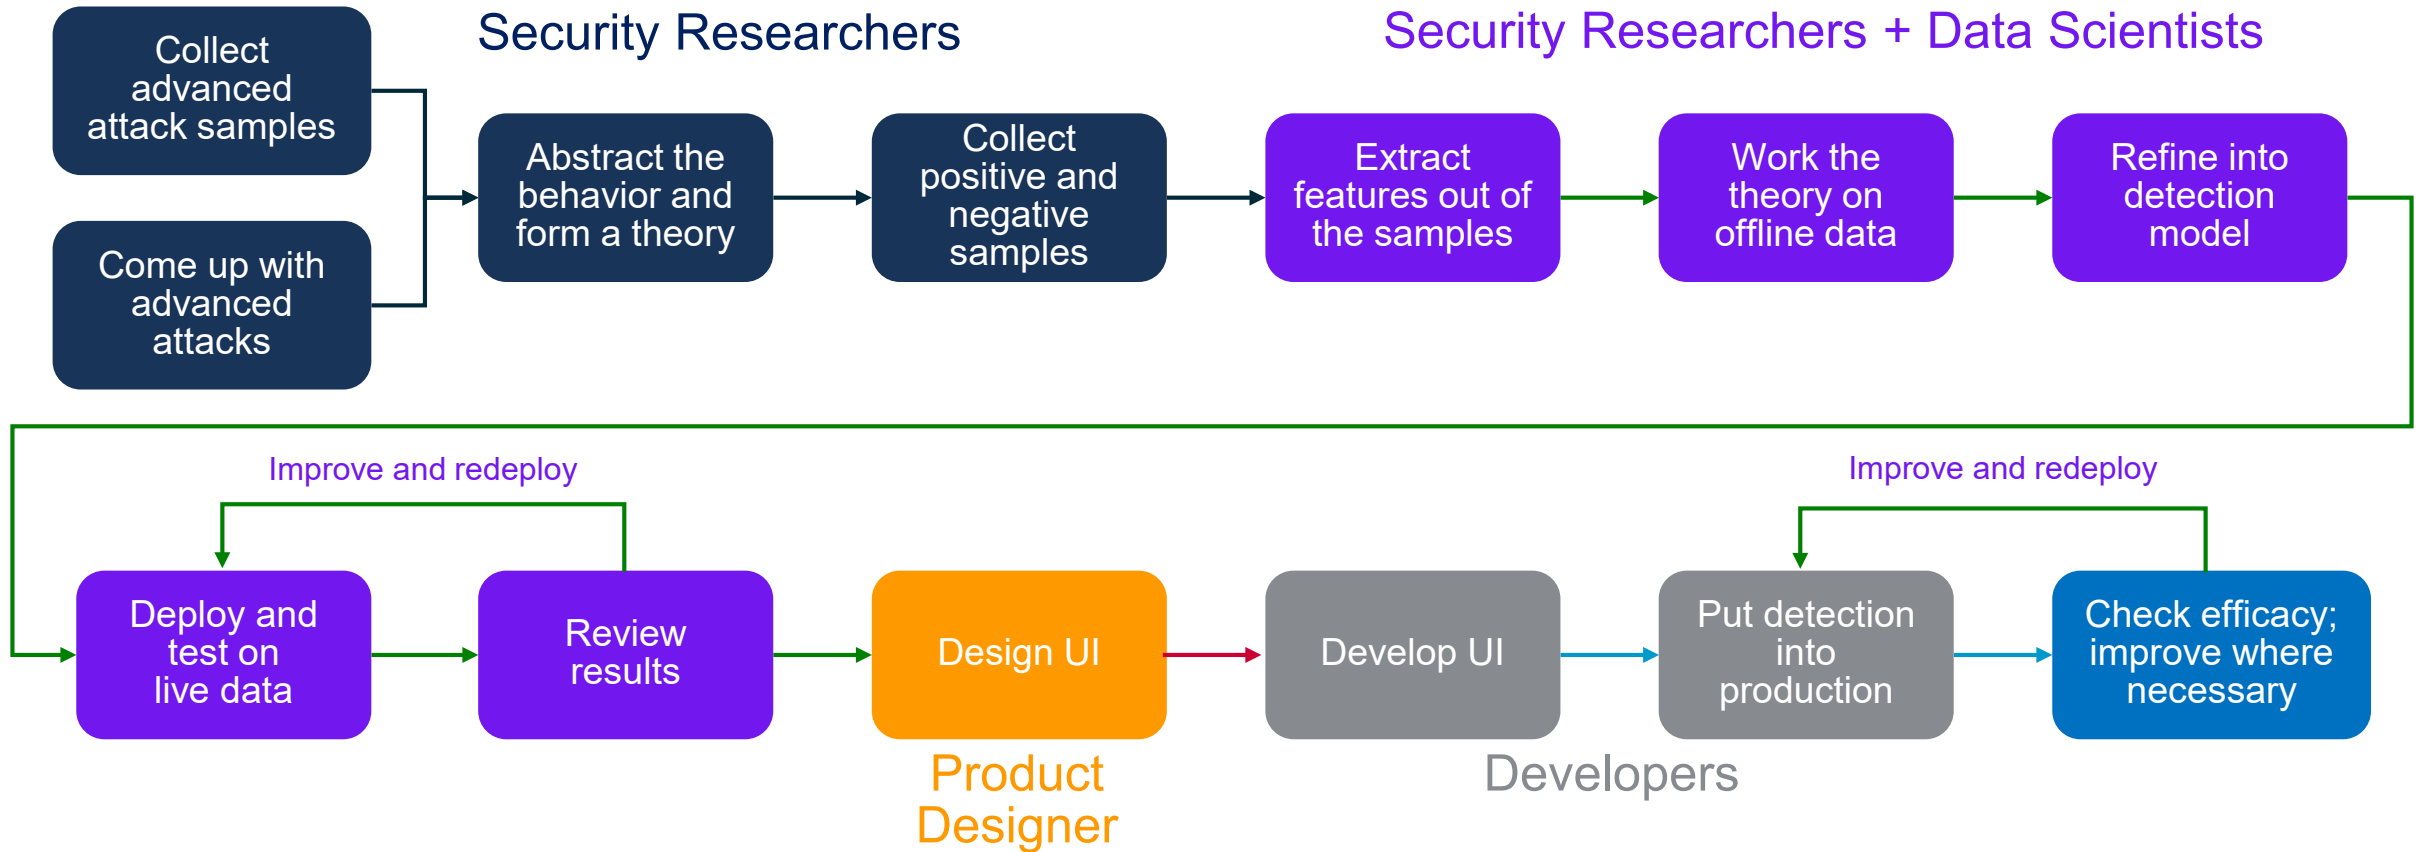 Security Researchers
Security Researchers + Data Scientists
Collect
advanced
attack samples
Come up with
advanced
attacks
Abstract the
behavior and
form a theory
Collect
positive and
negative
samples
Extract
features out of
the samples
Work the
theory on
offline data
Refine into
detection
model
Improve and redeploy
Improve and redeploy
Deploy and
test on
live data
Review
results
Design UI
Develop UI
Put detection
into
production
Check efficacy;
improve where
necessary
Product
Designer
Developers